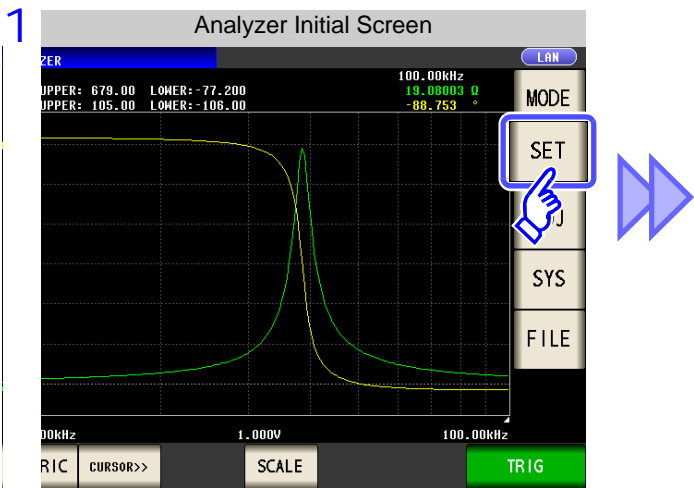 1
Analyzer Initial Screen
ZER
LAN
100.00kHz
UPPER: 679.00 LOWER:-77.200 19.08003 Ω
UPPER: 105.00 LOWER:-106.00 -88.753 °
MODE
SET
J
SYS
FILE
00kHz 1.000V 100.00kHz
RIC CURSOR>> SCALE TRIG